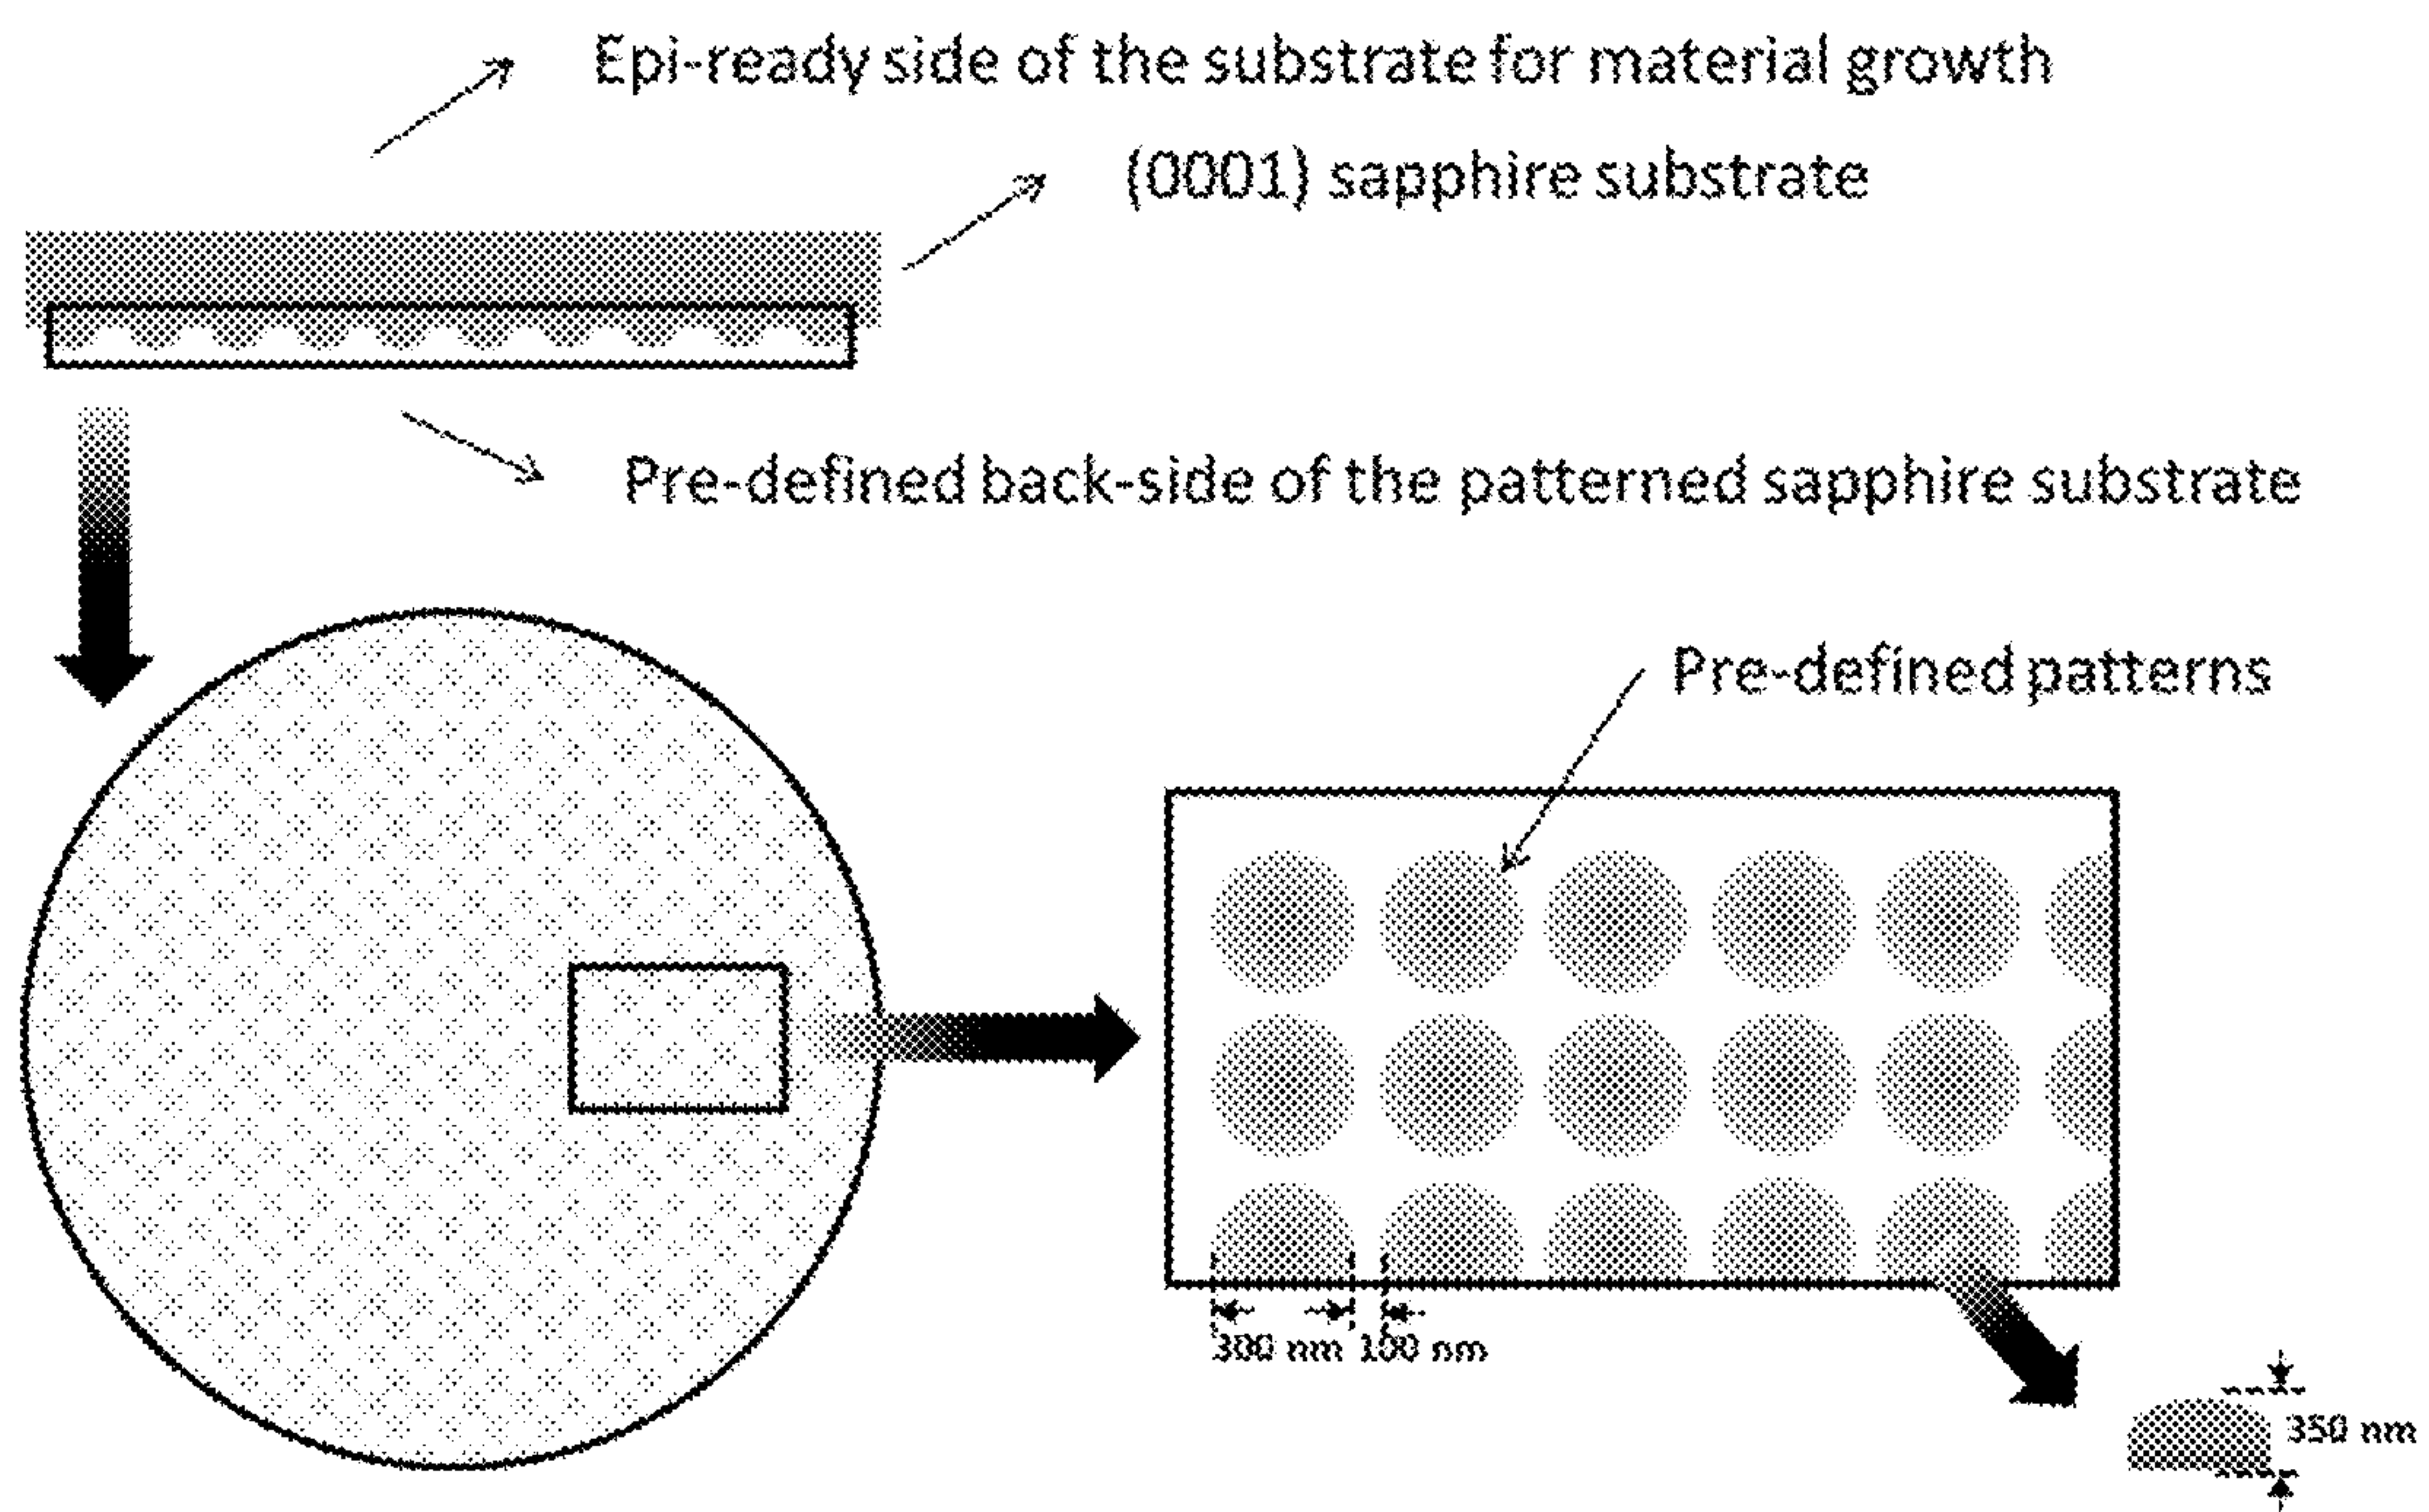 Epi-ready side of the substrate for material growth
(0001) sapphire substrate
Pre-defined back-side of the patterned sapphire substrate
Pre-defined patterns
300 nm 100 nm
350 nm